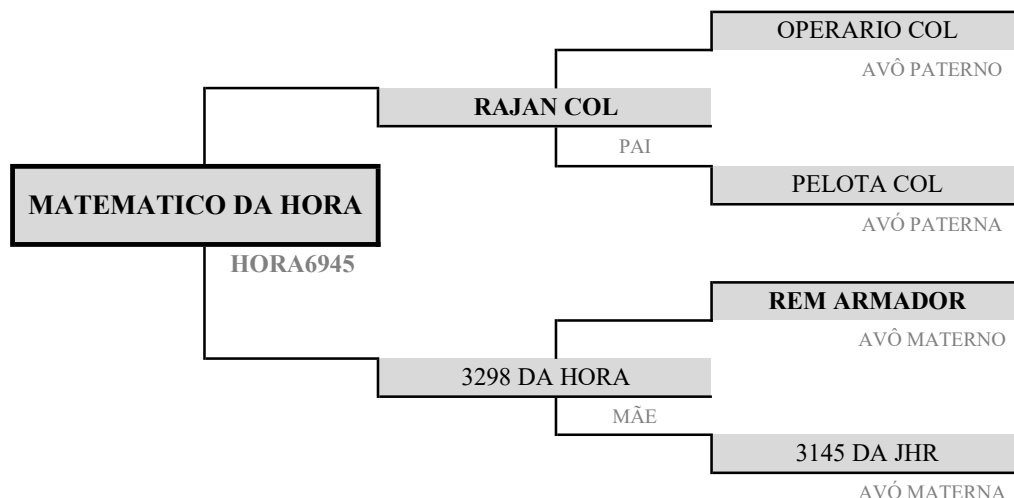 OPERARIO COL
AVÔ PATERNO
RAJAN COL
PAI
PELOTA COL
AVÓ PATERNA
MATEMATICO DA HORA
HORA6945
REM ARMADOR
AVÔ MATERNO
3298 DA HORA
MÃE
3145 DA JHR
AVÓ MATERNA